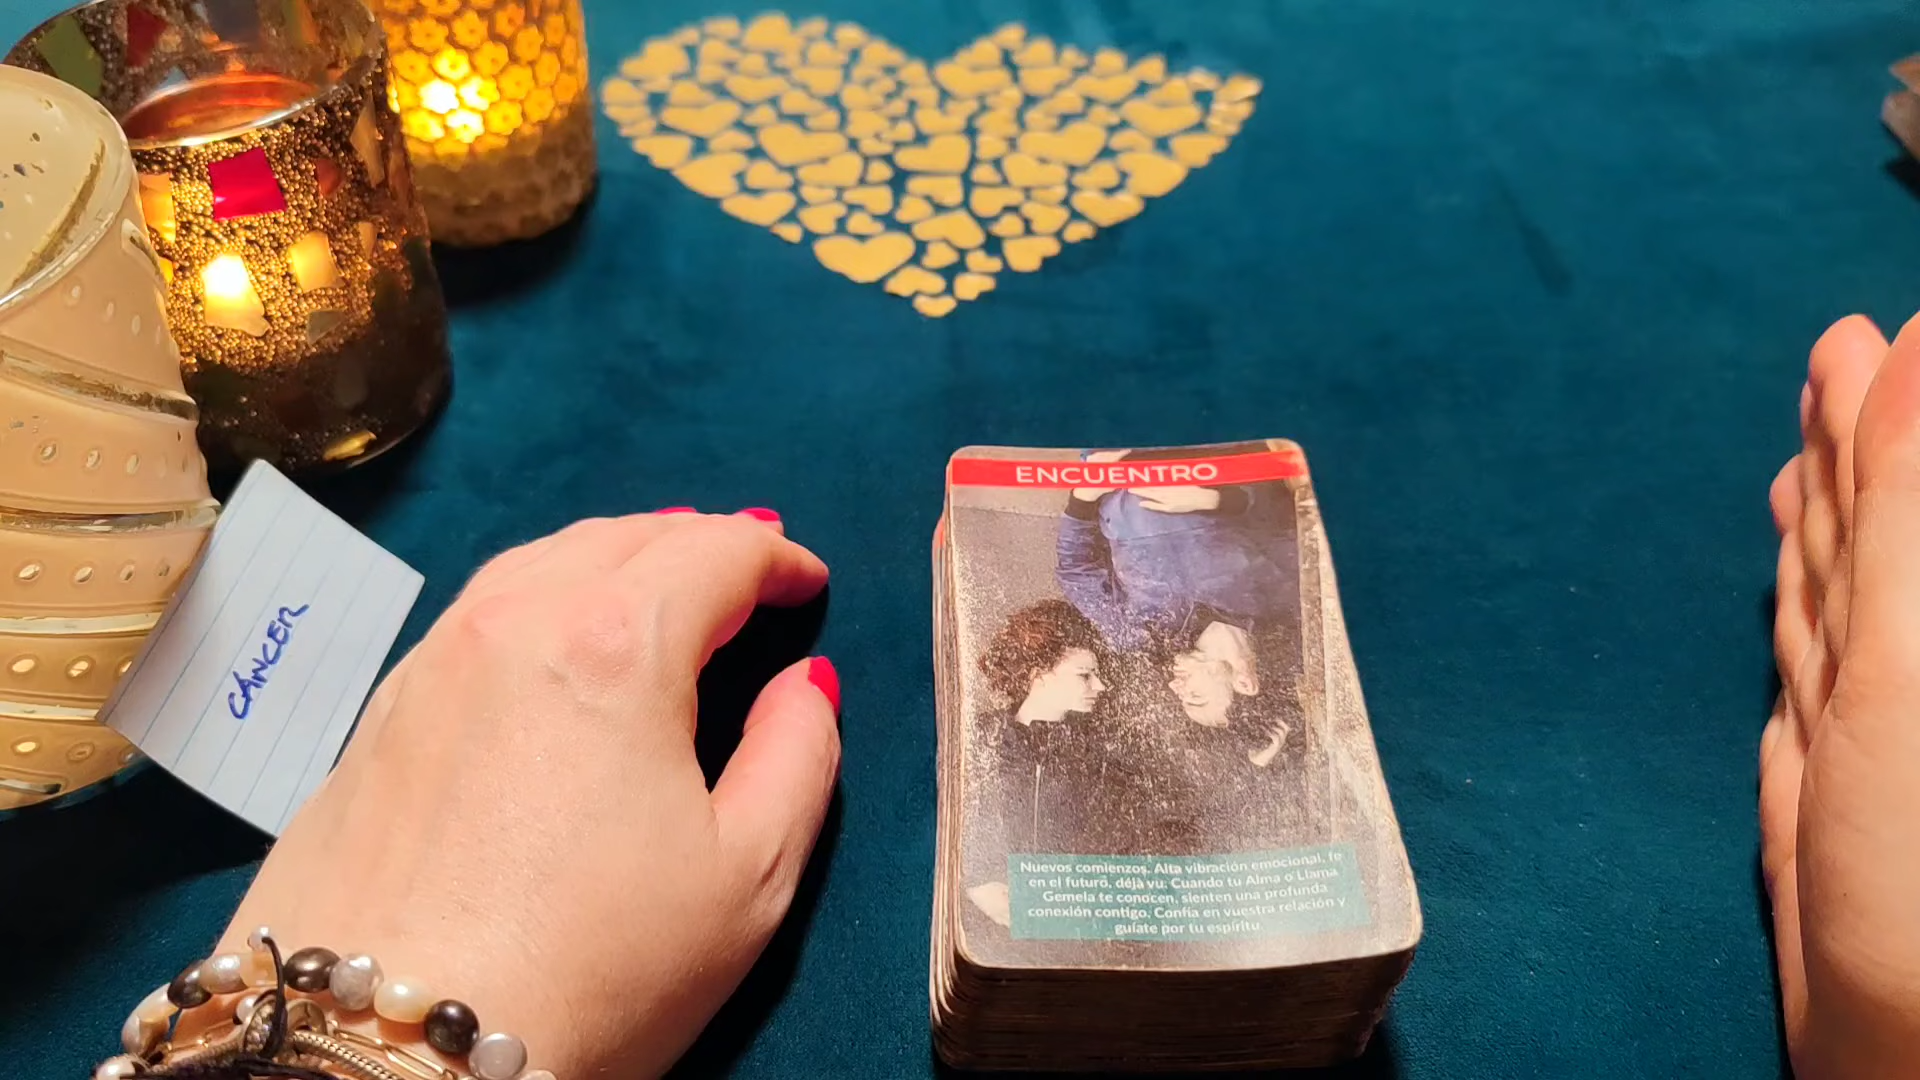 ENCUENTRO
CÁNCER
Nuevos comienzos. Alta vibración emocional, fe
en el futuro, déjà vu. Cuando tu Alma o Llama
Gemela te conocen, sienten una profunda
conexión contigo. Confía en vuestra relación y
guíate por tu espíritu